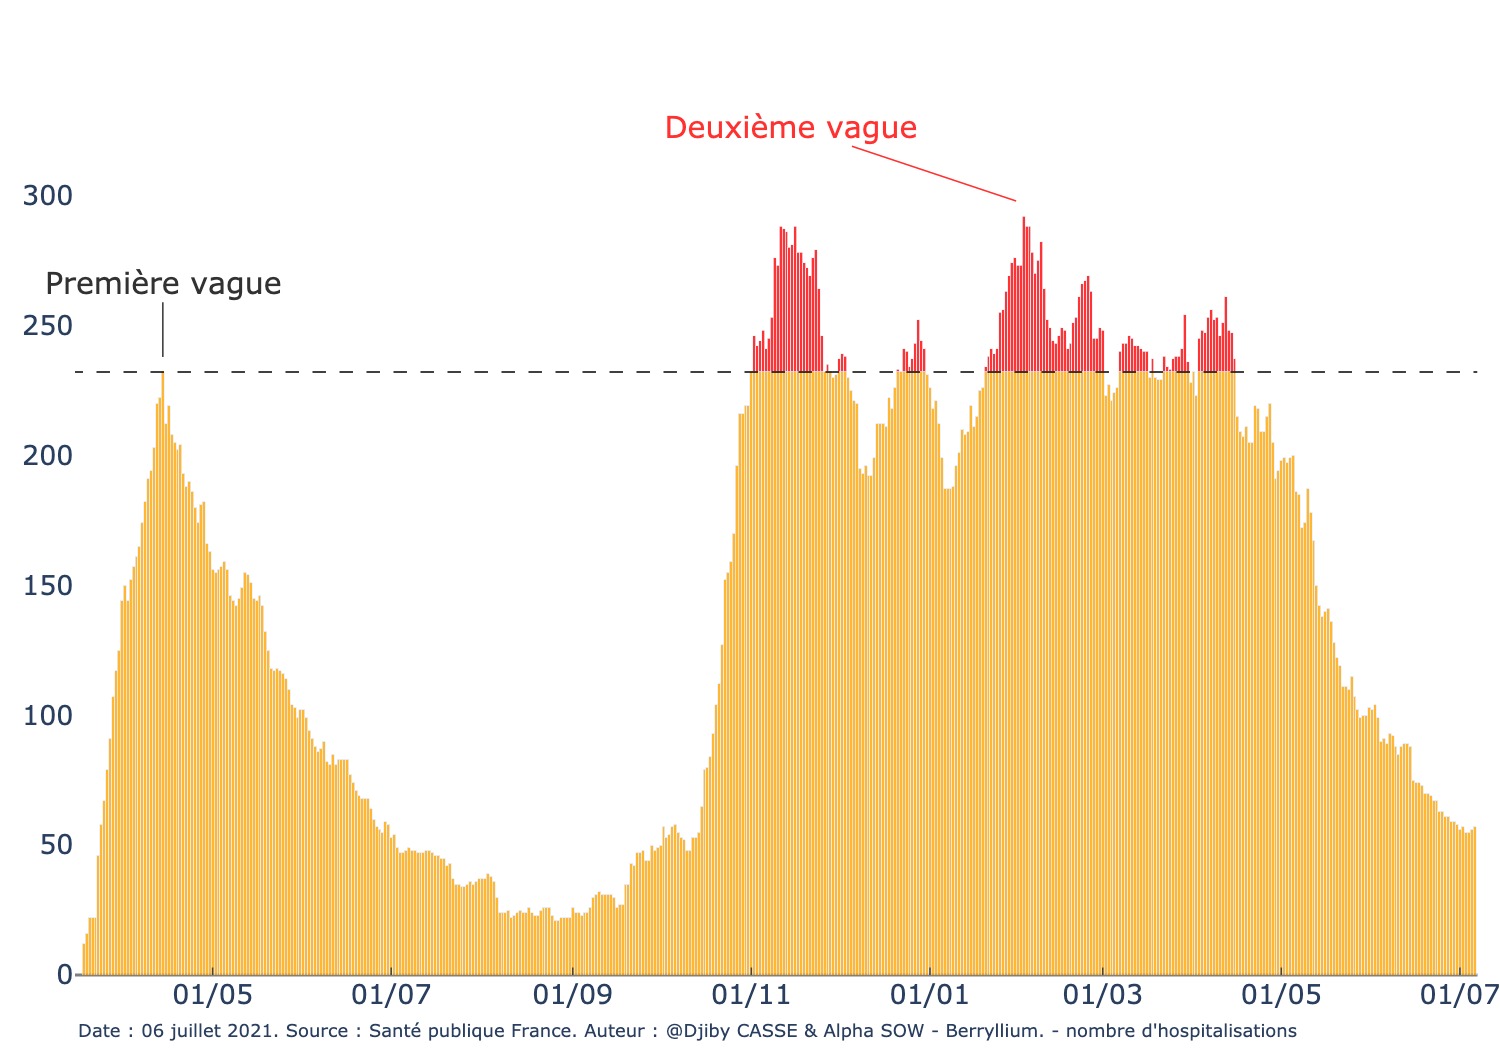 Deuxième vague
300
Première vague
250
200
150
100
50
0
01/05 01/07 01/09 01/11 01/01 01/03 01/05 01/07
Date : 06 juillet 2021. Source : Santé publique France. Auteur : @Djiby CASSE & Alpha SOW - Berryllium. - nombre d'hospitalisations